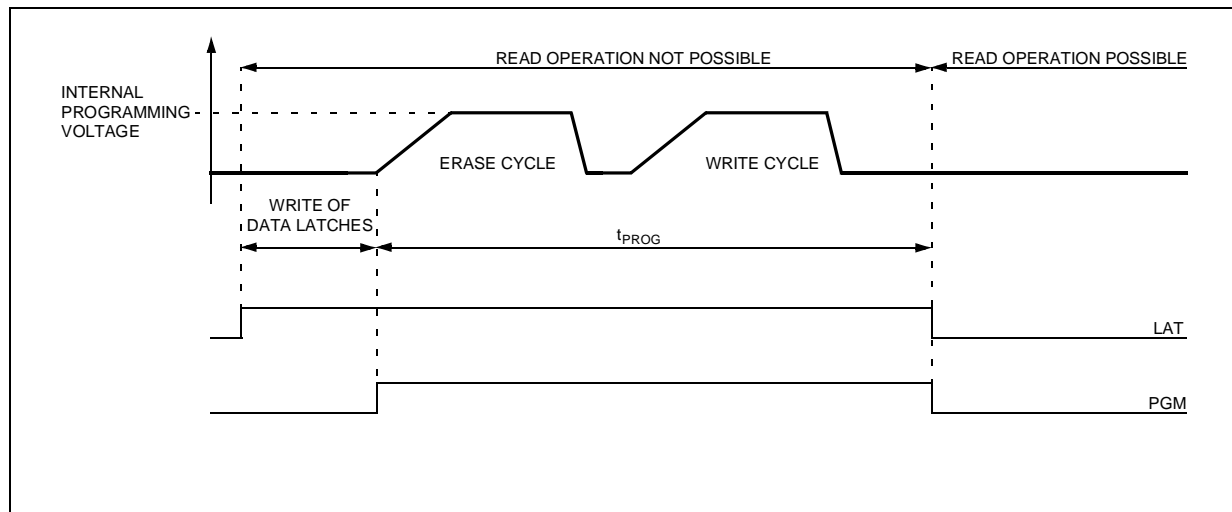 READ OPERATION NOT POSSIBLE
READ OPERATION POSSIBLE
INTERNAL
PROGRAMMING
VOLTAGE
ERASE CYCLE
WRITE CYCLE
WRITE OF
DATA LATCHES
tPROG
LAT
PGM